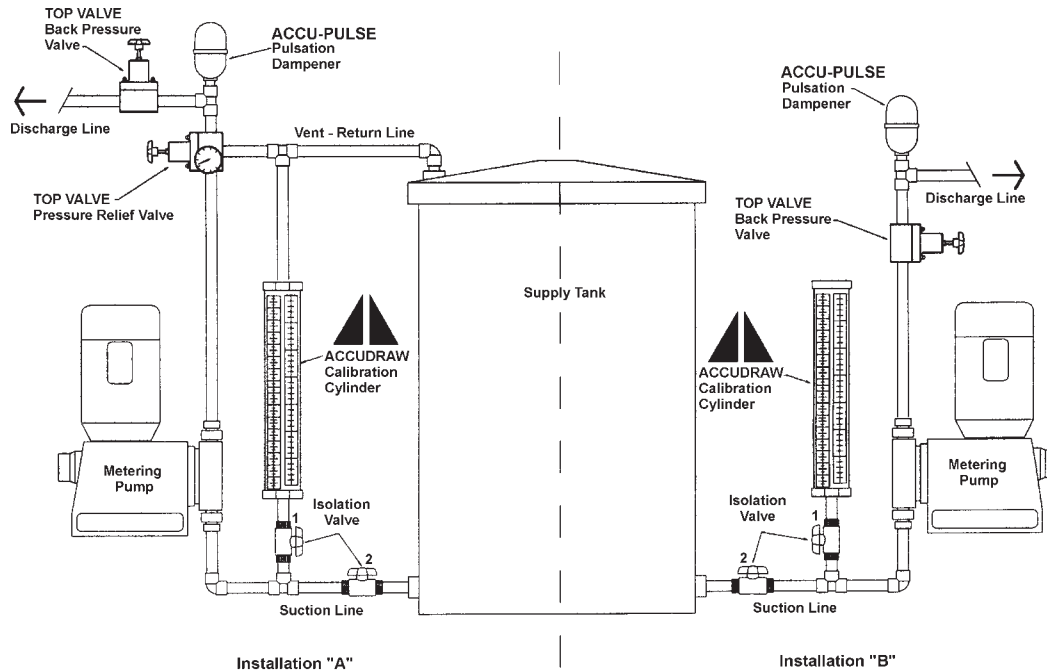 TOP VALVE
Back Pressure
Valve
ACCU-PULSE
Pulsation
Dampener
Discharge Line
Vent - Return Line
TOP VALVE
Pressure Relief Valve
ACCU-PULSE
Pulsation
Dampener
Discharge Line
TOP VALVE
Back Pressure
Valve
Supply Tank
ACCUDRAW
Calibration
Cylinder
ACCUDRAW
Calibration
Cylinder
Metering
Pump
Isolation
Valve
1
2
Suction Line
Isolation
Valve
1
2
Suction Line
Metering
Pump
Installation "A"
Installation "B"